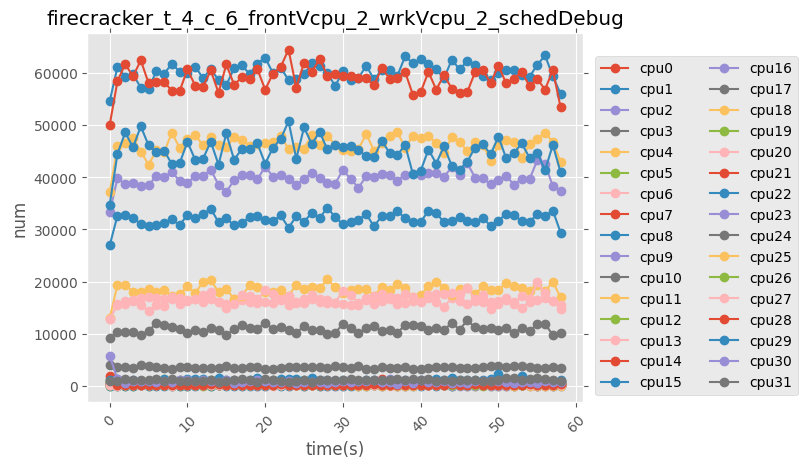 firecracker_t_4_c_6_frontVcpu_2_wrkVcpu_2_schedDebug
num
60000
50000
40000
30000
20000
10000
0
0
10
20
30
40
50
60
time(s)
cpu0
cpu1
cpu2
cpu3
cpu4
cpu5
cpu6
cpu7
cpu8
cpu9
cpu10
cpu11
cpu12
cpu13
cpu14
cpu15
cpu16
cpu17
cpu18
cpu19
cpu20
cpu21
cpu22
cpu23
cpu24
cpu25
cpu26
cpu27
cpu28
cpu29
cpu30
cpu31